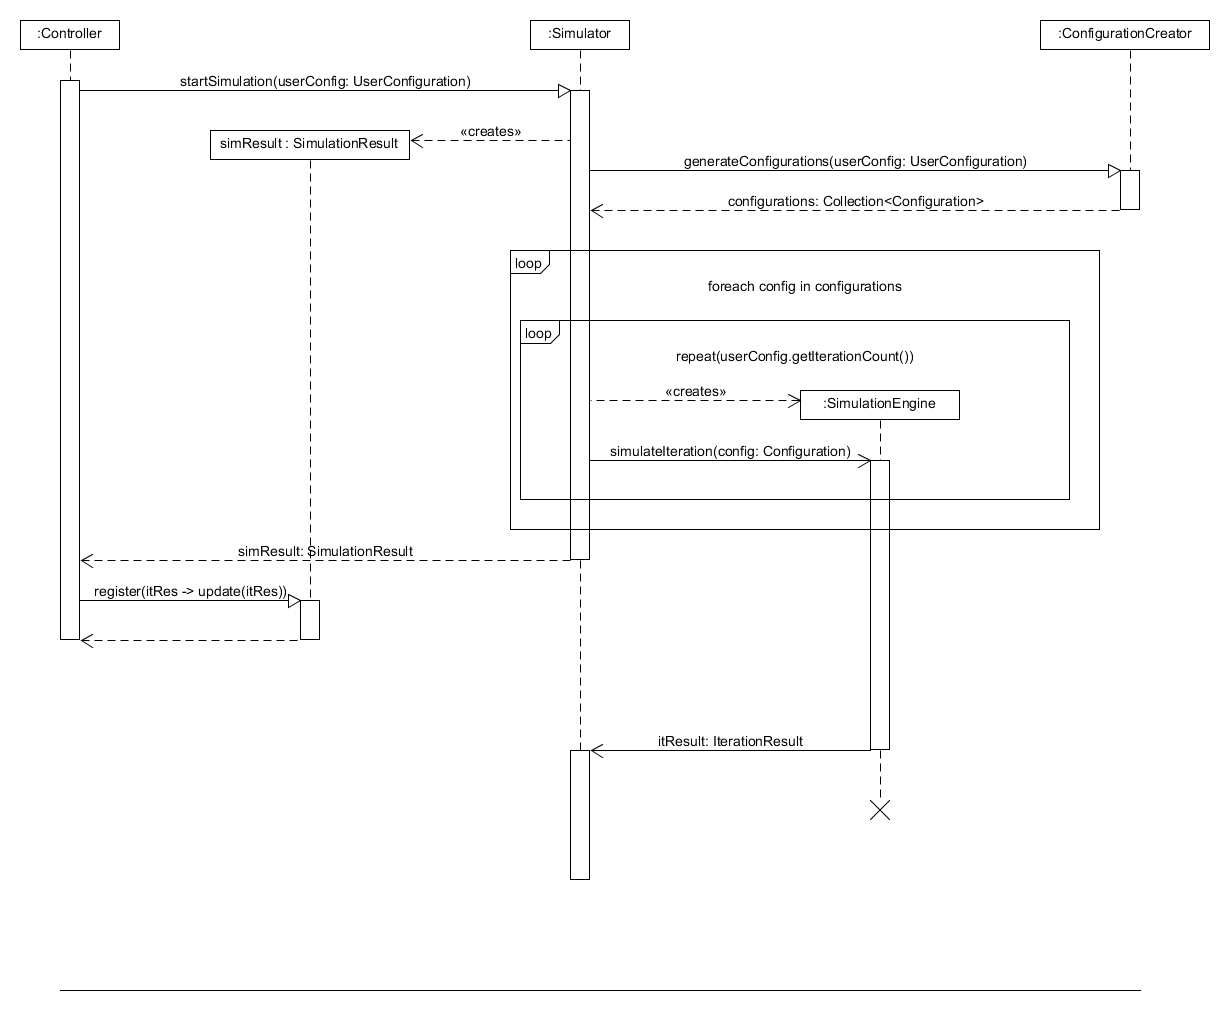 :Controller
:Simulator
:ConfigurationCreator
startSimulation(userConfig: UserConfiguration)
«creates»
simResult : SimulationResult
generateConfigurations(userConfig: UserConfiguration)
configurations: Collection<Configuration>
loop
foreach config in configurations
loop
repeat(userConfig.getIterationCount())
«creates»
:SimulationEngine
simulateIteration(config: Configuration)
simResult: SimulationResult
register(itRes -> update(itRes))
itResult: IterationResult